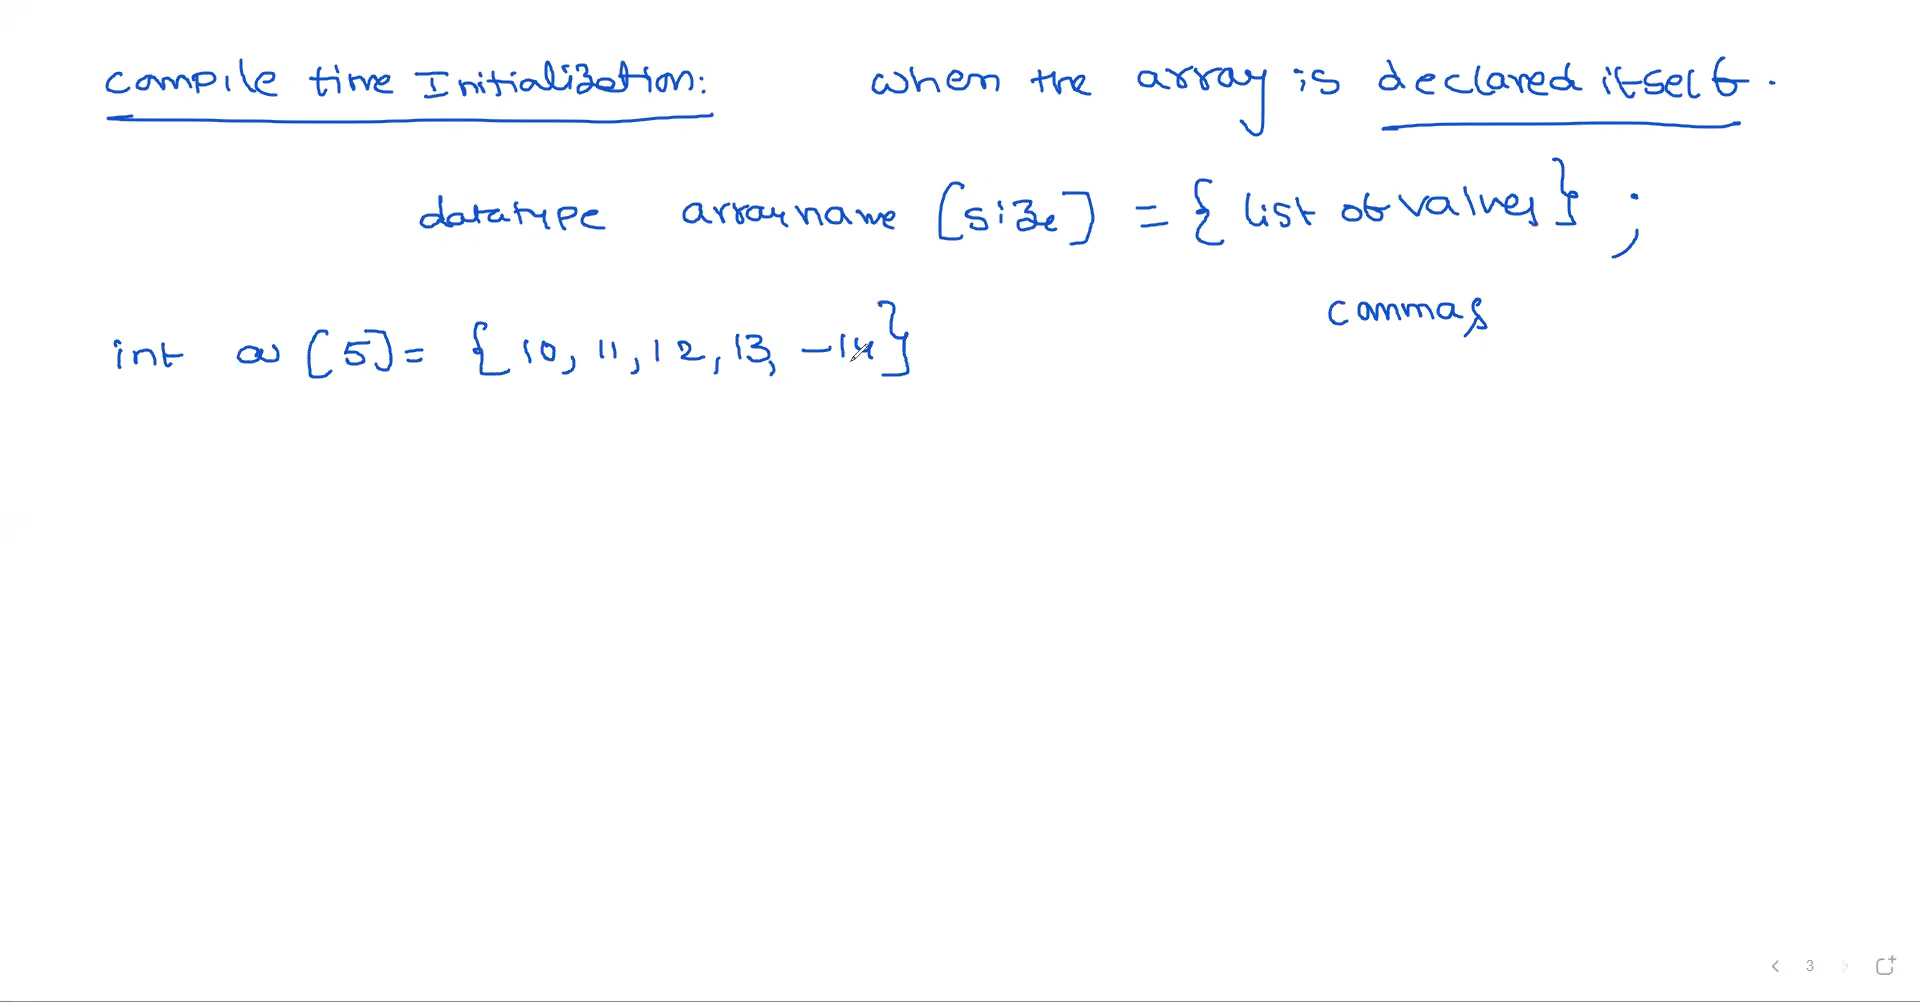 compile time Initialization: when the array is declared itself.
datatype arrayname [size] = { list of values } ;
commas
int a [5] = { 10, 11, 12, 13, -14 }
3